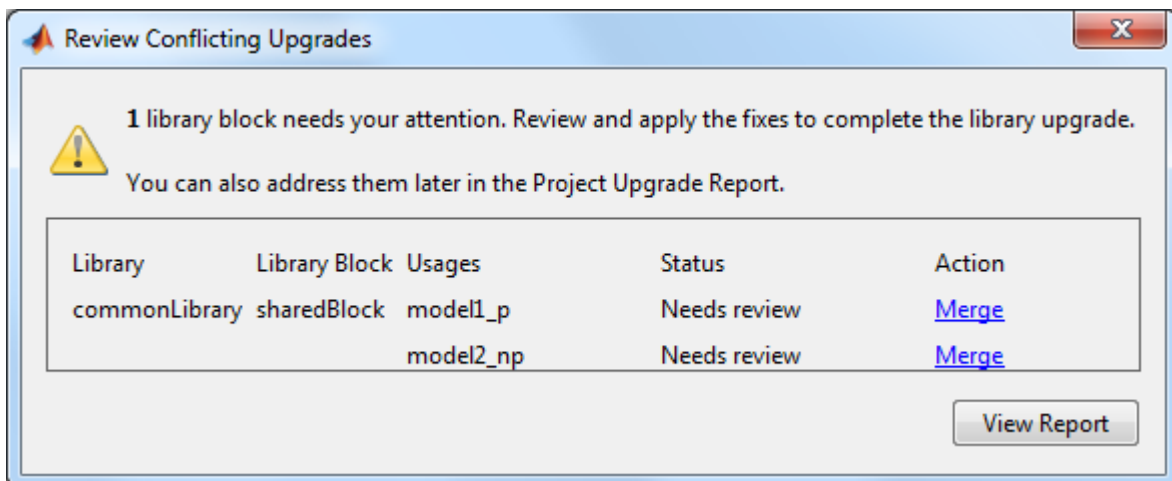 Review Conflicting Upgrades
1 library block needs your attention. Review and apply the fixes to complete the library upgrade.
You can also address them later in the Project Upgrade Report.
Library Library Block Usages Status Action
commonLibrary sharedBlock model1_p Needs review Merge
model2_np Needs review Merge
View Report